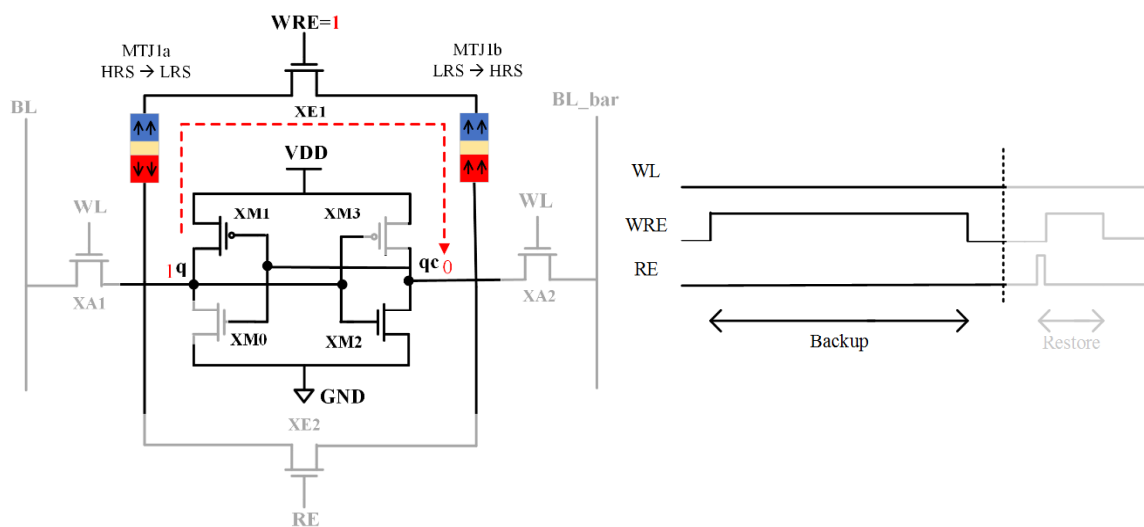 WRE=1
MTJ1a
HRS → LRS
MTJ1b
LRS → HRS
BL
XE1
BL_bar
VDD
WL
XM1
XM3
WL
1 q
qc 0
XA1
XM0
XM2
XA2
GND
XE2
RE
WL
WRE
RE
Backup
Restore